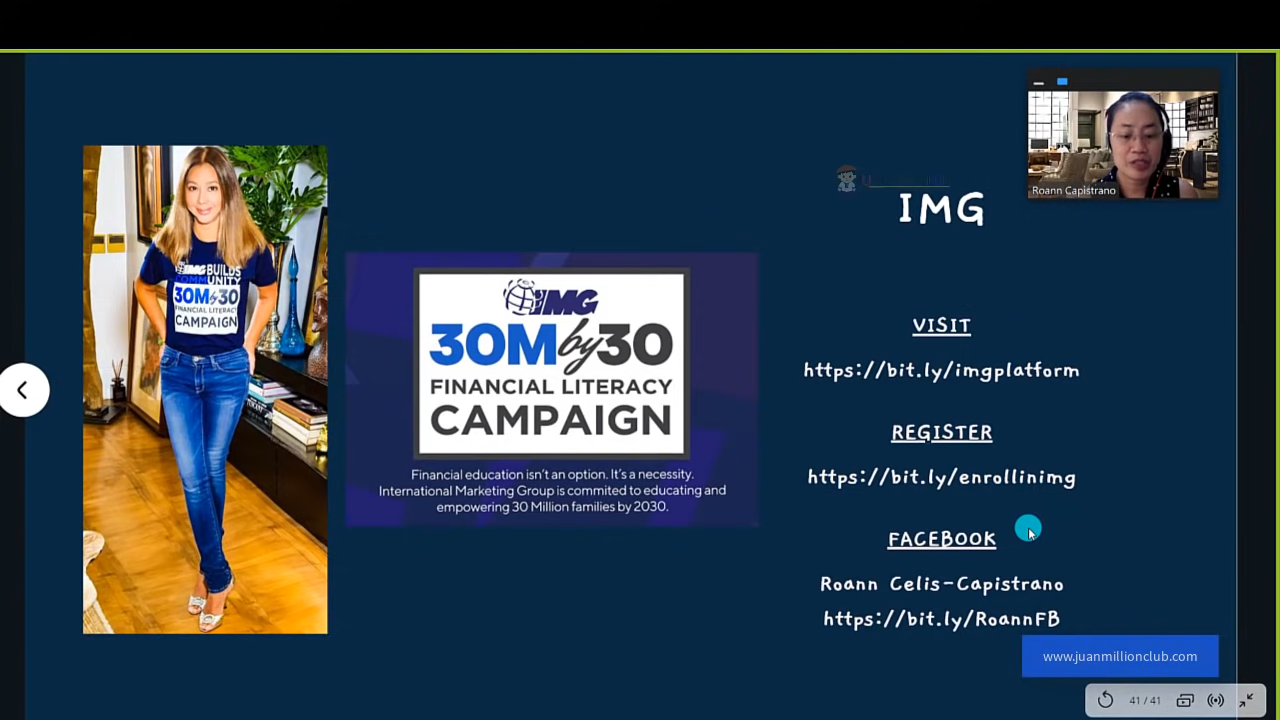 IMG BUILDS
COMMUNITY
30M by 30
FINANCIAL LITERACY
CAMPAIGN
IMG
30M by 30
FINANCIAL LITERACY
CAMPAIGN
Financial education isn't an option. It's a necessity.
International Marketing Group is commited to educating and
empowering 30 Million families by 2030.
IMG
VISIT
https://bit.ly/imgplatform
REGISTER
https://bit.ly/enrollinimg
FACEBOOK
Roann Celis-Capistrano
https://bit.ly/RoannFB
www.juanmillionclub.com
Roann Capistrano
41 / 41